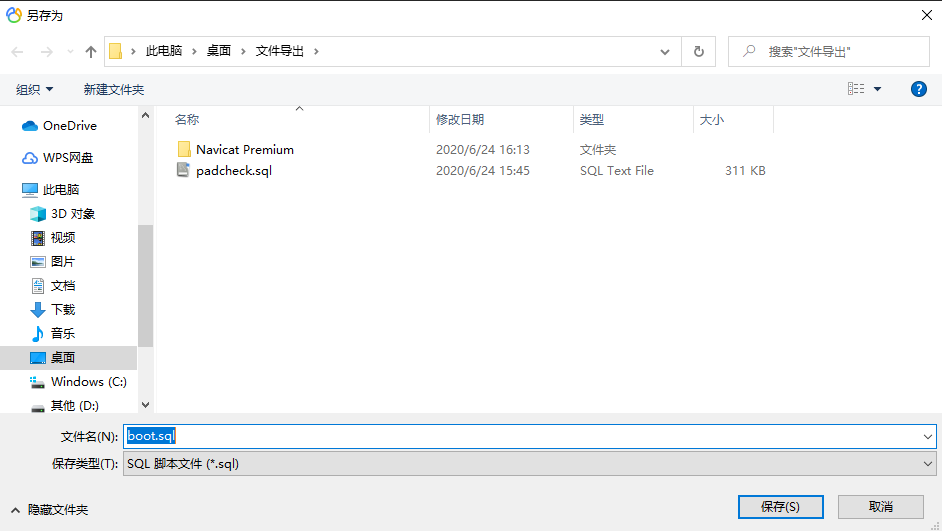 另存为
此电脑 › 桌面 › 文件导出 ›
搜索"文件导出"
组织 新建文件夹
名称 修改日期 类型 大小
OneDrive
WPS网盘
此电脑
3D 对象
视频
图片
文档
下载
音乐
桌面
Windows (C:)
其他 (D:)
Navicat Premium 2020/6/24 16:13 文件夹
padcheck.sql 2020/6/24 15:45 SQL Text File 311 KB
文件名(N): boot.sql
保存类型(T): SQL 脚本文件 (*.sql)
隐藏文件夹
保存(S) 取消